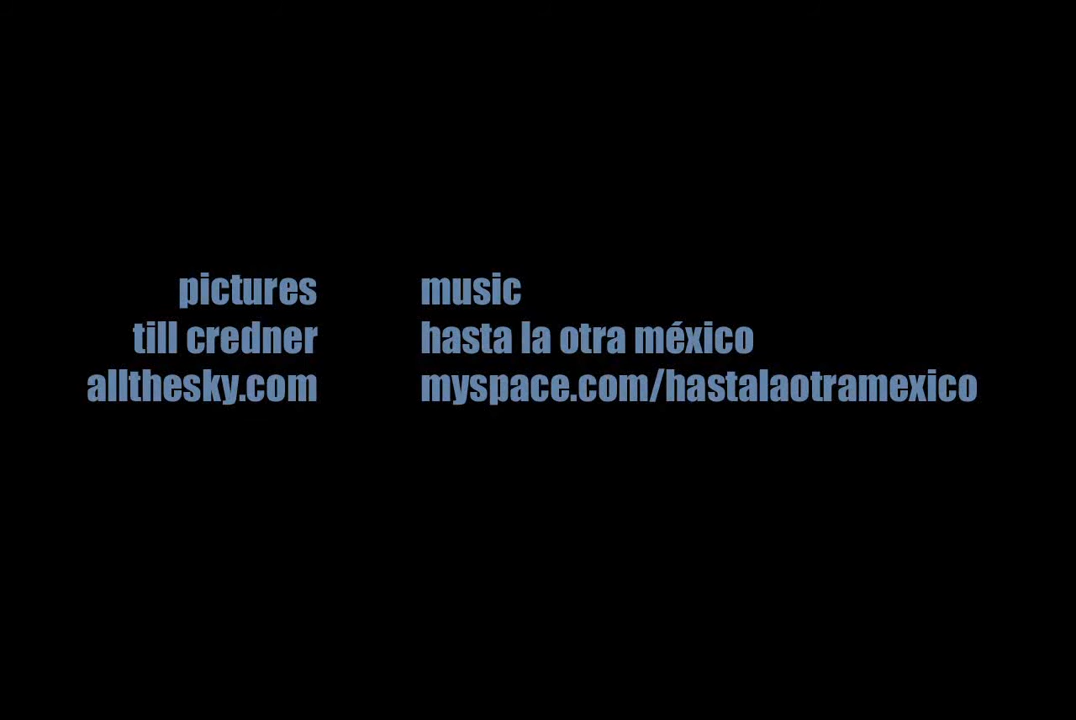 pictures
till credner
allthesky.com
music
hasta la otra méxico
myspace.com/hastalaotramexico